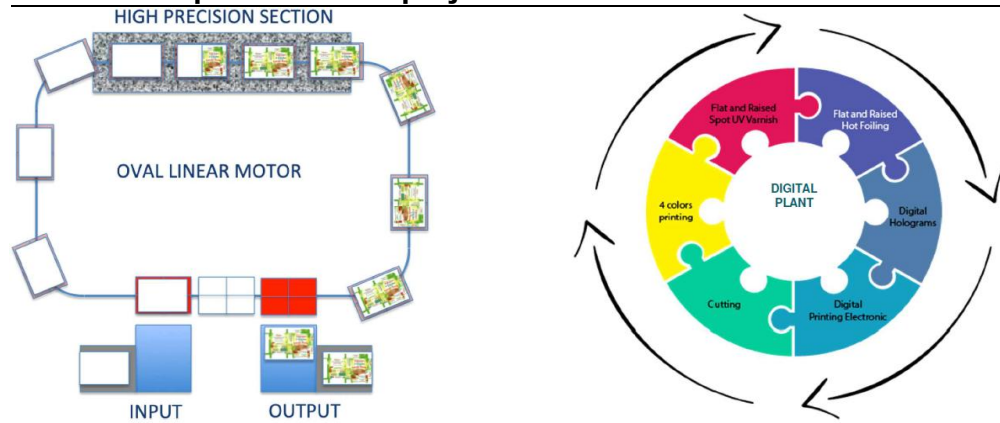 HIGH PRECISION SECTION
OVAL LINEAR MOTOR
INPUT
OUTPUT
Flat and Raised
Spot UV Varnish
Flat and Raised
Hot Foiling
4 colors
printing
DIGITAL
PLANT
Digital
Holograms
Cutting
Digital
Printing Electronic